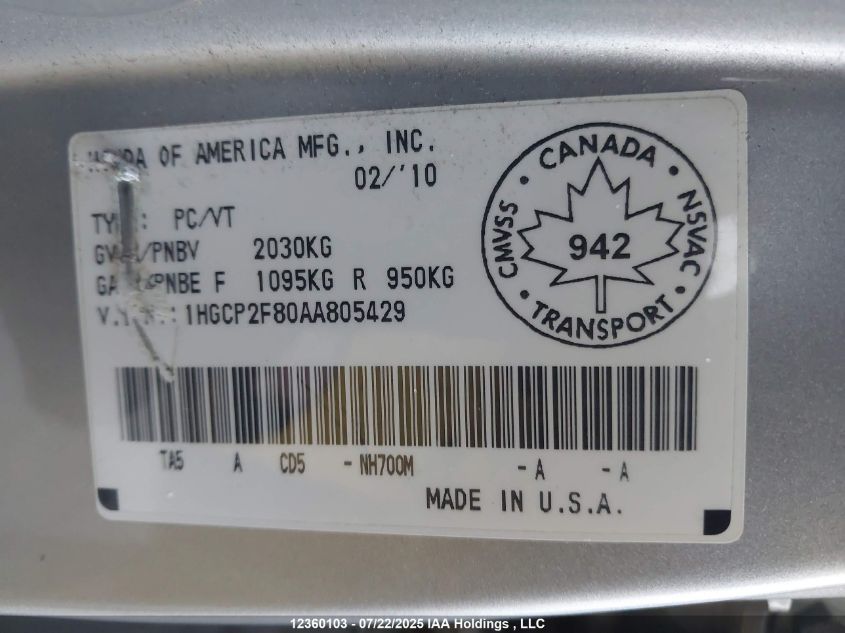 OF AMERICA MFG., INC.
02/'10
PC/VT
2030KG
F 1095KG R 950KG
1HGCP2F80AA805429
CANADA
CMVSS
942
NSVAC
TRANSPORT
TA5 A CD5 - NH700M - A - A
MADE IN U.S.A.
12360103 - 07/22/2025 IAA Holdings , LLC